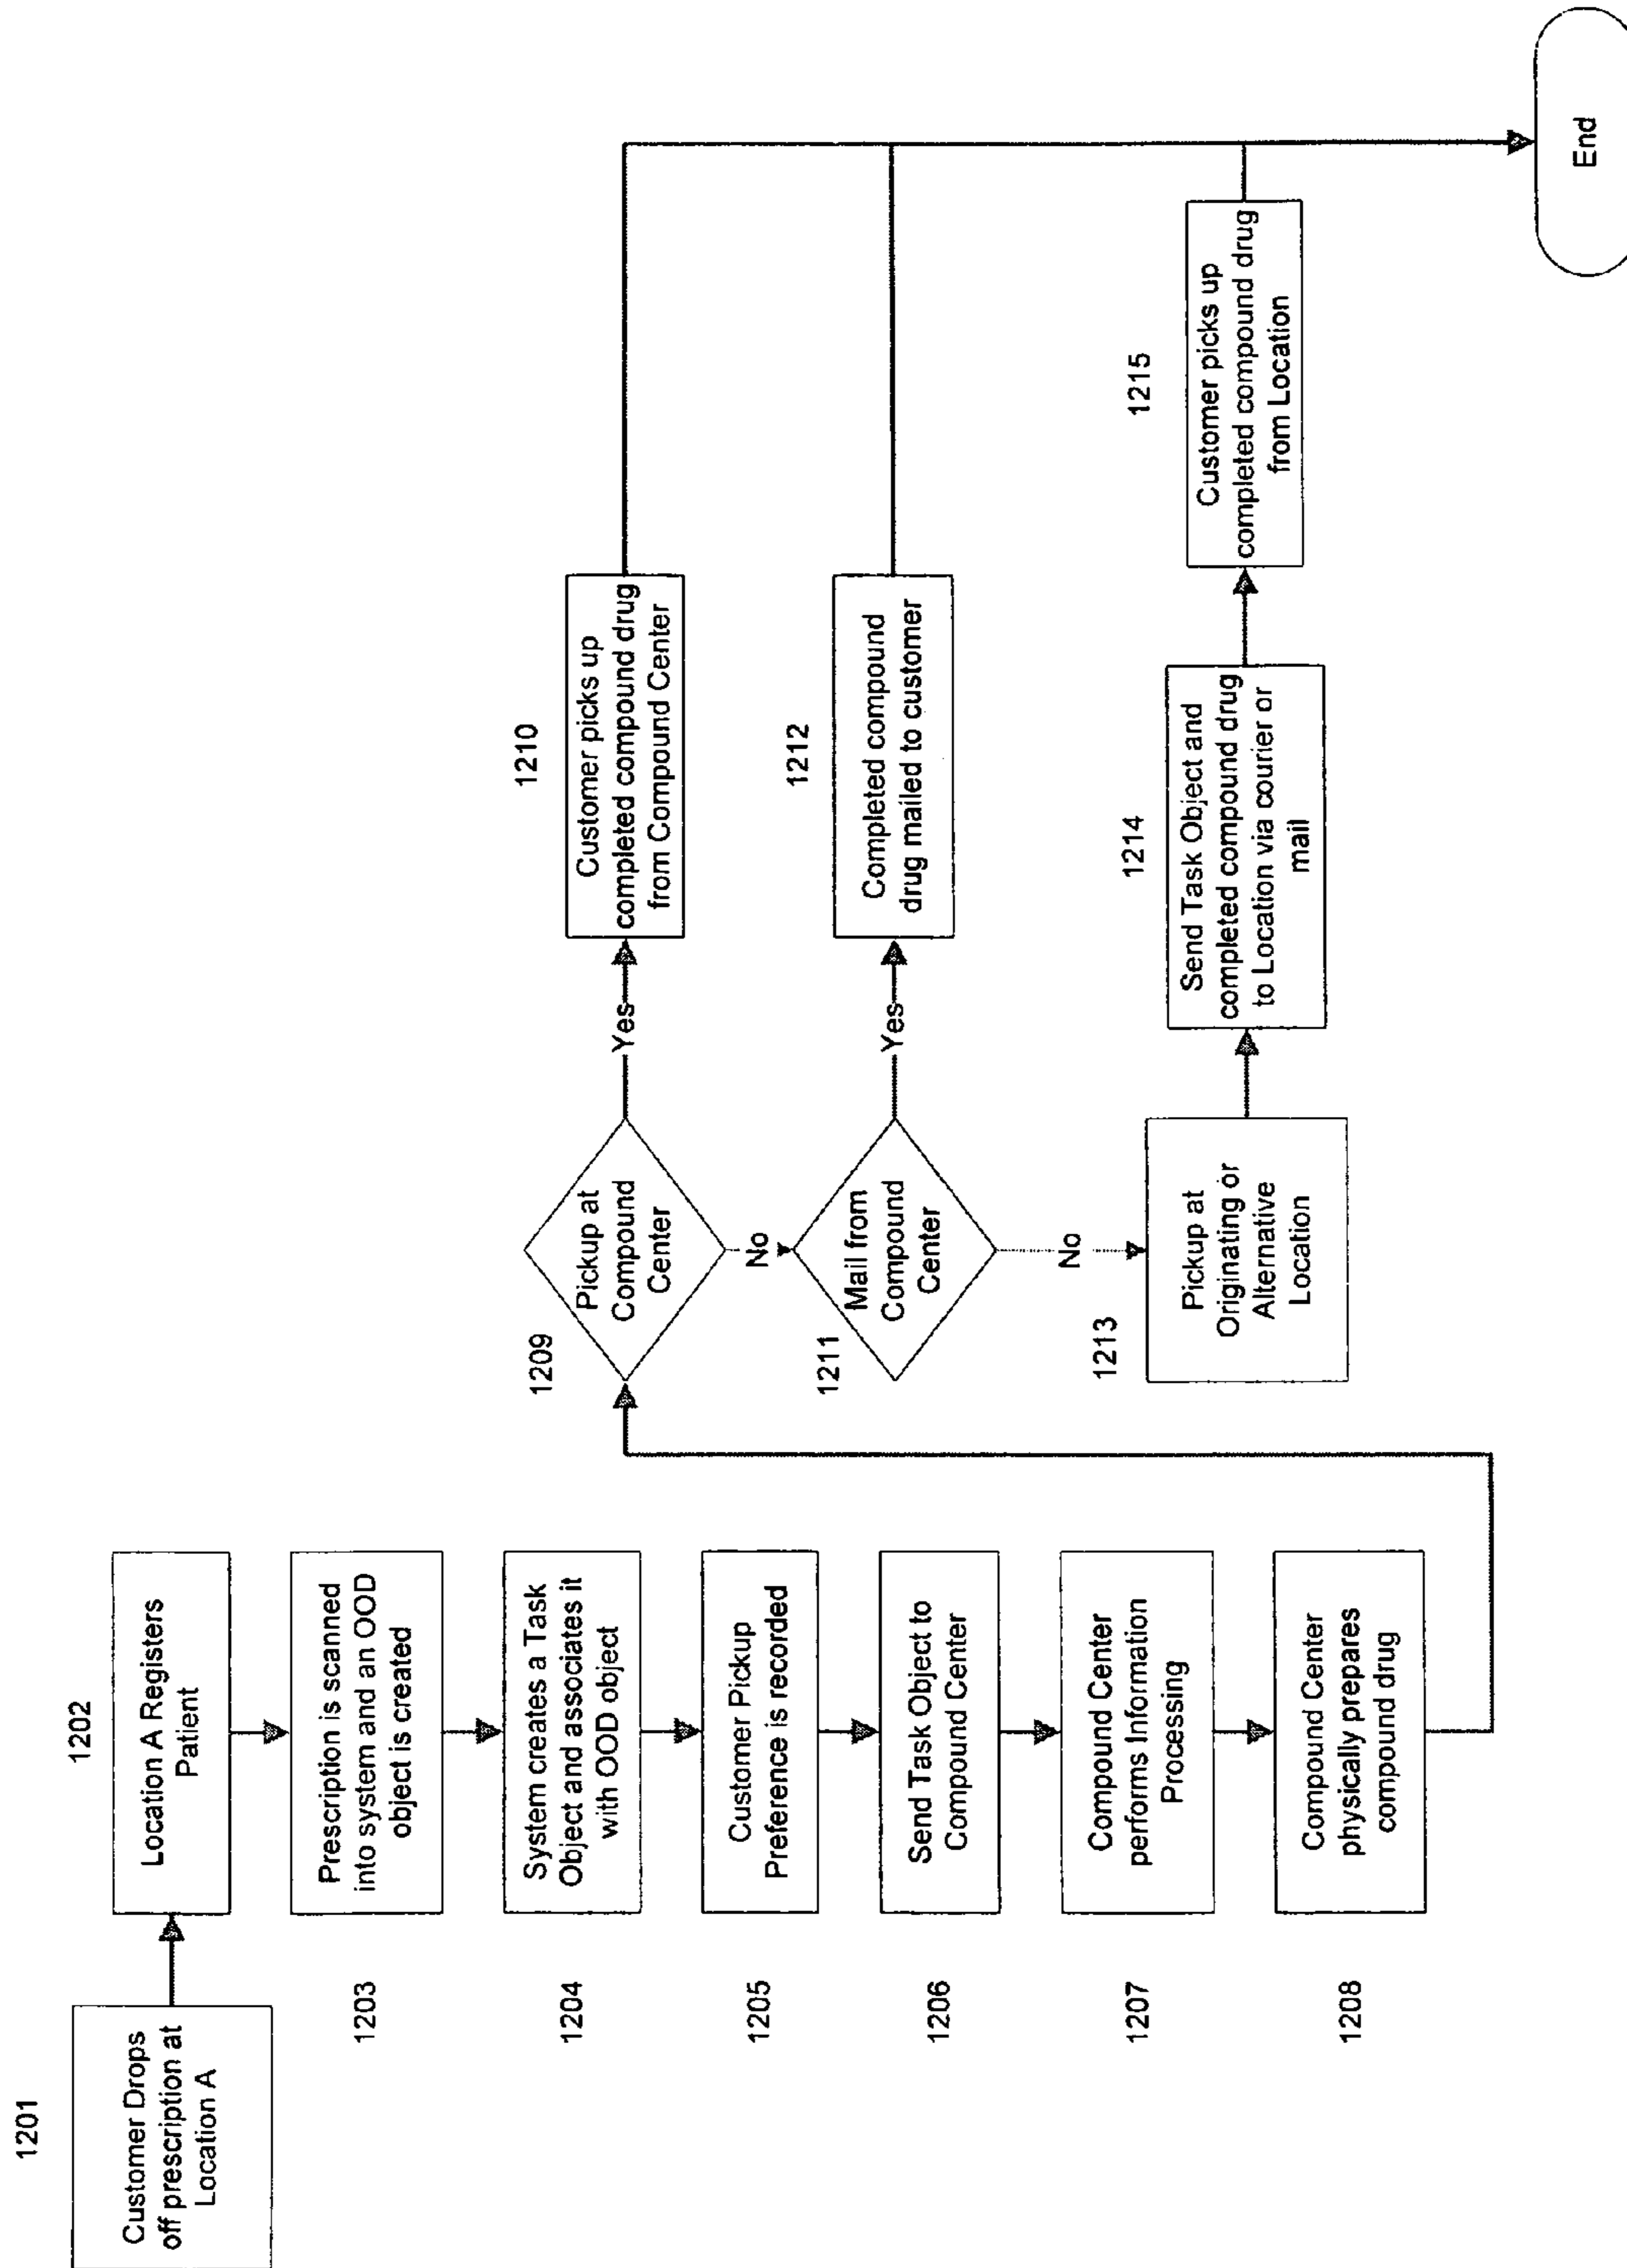 1201
Customer Drops
off prescription at
Location A
1202
Location A Registers
Patient
1203
Prescription is scanned
into system and an OOD
object is created
1204
System creates a Task
Object and associates it
with OOD object
1205
Customer Pickup
Preference is recorded
1206
Send Task Object to
Compound Center
1207
Compound Center
performs Information
Processing
1208
Compound Center
physically prepares
compound drug
1209
Pickup at
Compound
Center
Yes
No
1210
Customer picks up
completed compound drug
from Compound Center
1211
Mail from
Compound
Center
Yes
No
1212
Completed compound
drug mailed to customer
1213
Pickup at
Originating or
Alternative
Location
1214
Send Task Object and
completed compound drug
to Location via courier or
mail
1215
Customer picks up
completed compound drug
from Location
End